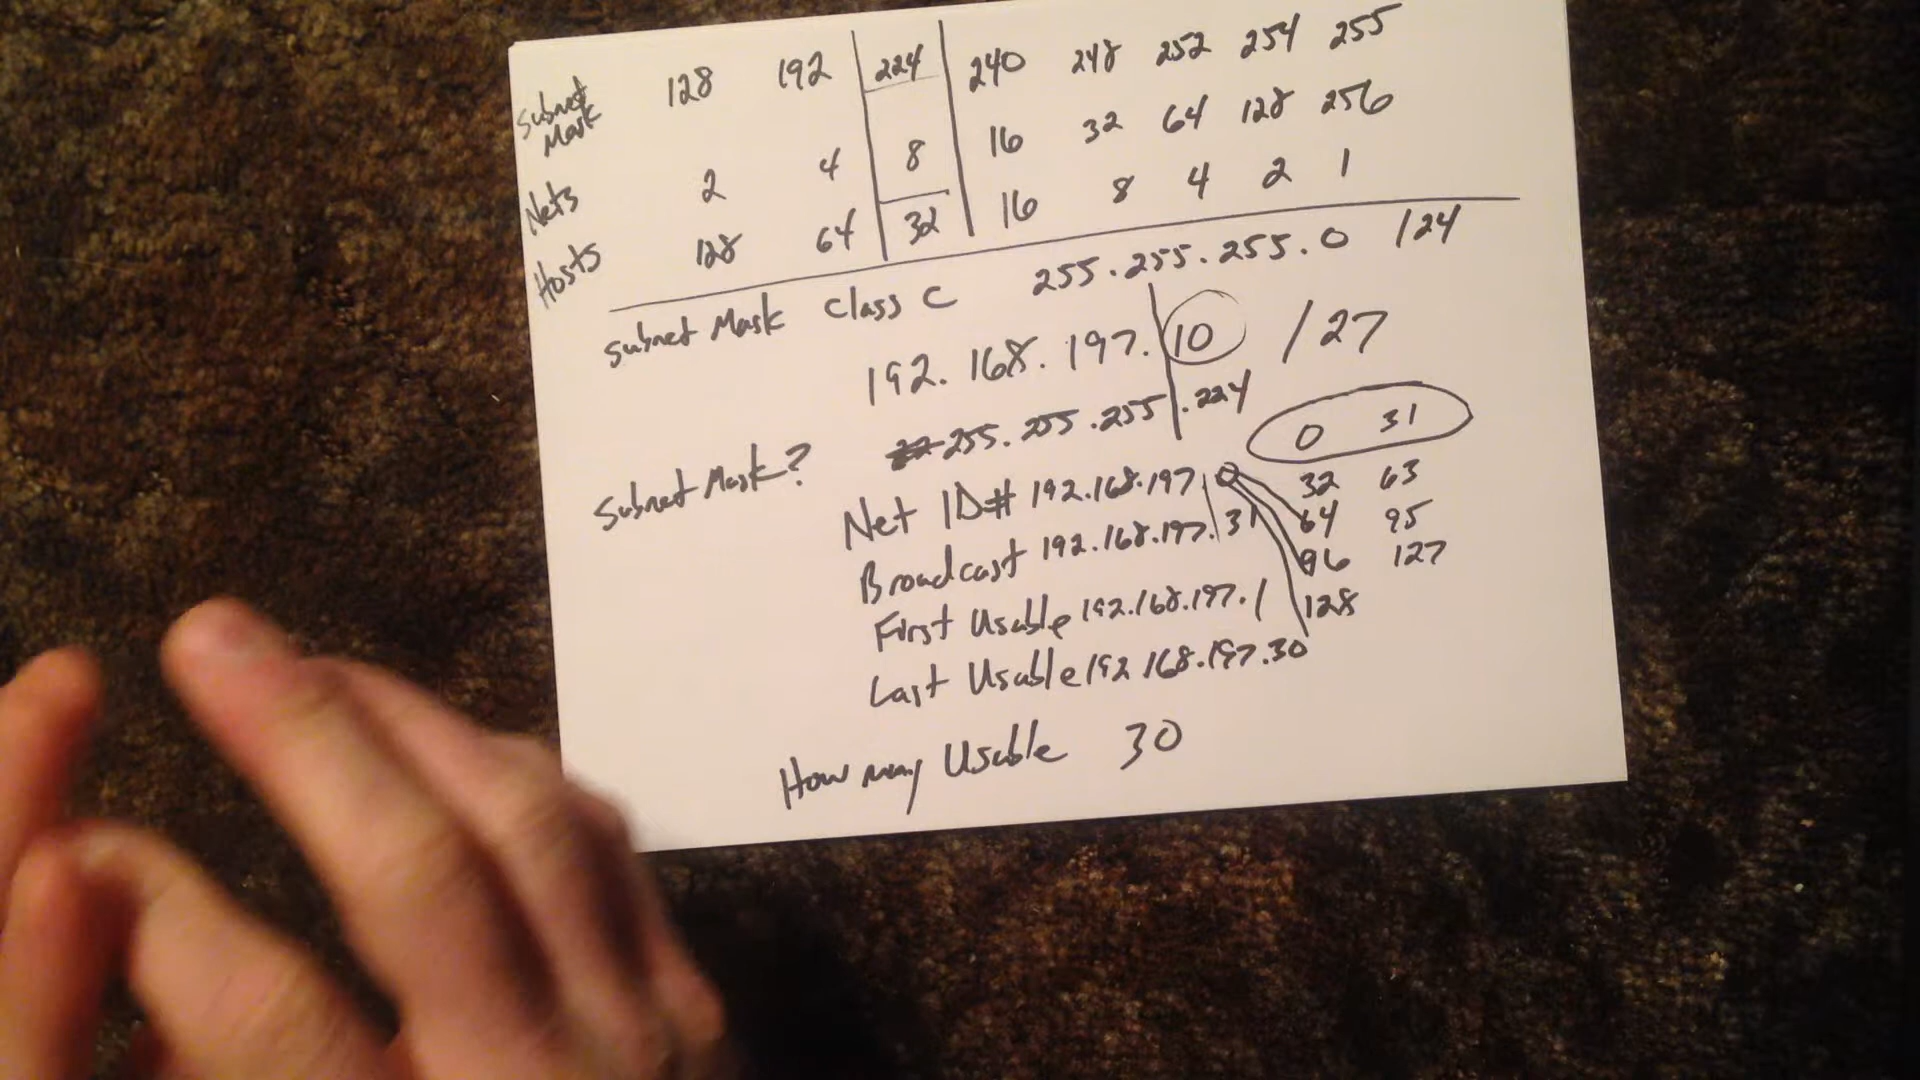 Subnet Mask 128 192 224 240 248 252 254 255
Nets 2 4 8 16 32 64 128 256
Hosts 128 64 32 16 8 4 2 1
Subnet Mask Class C 255.255.255.0 /24
192.168.197.10 /27
Subnet Mask? 255.255.255.224
0 31
Net ID# 192.168.197.0 32 63
Broadcast 192.168.197.31 64 95
96 127
First Usable 192.168.197.1 128
Last Usable 192 168.197.30
How many Usable 30